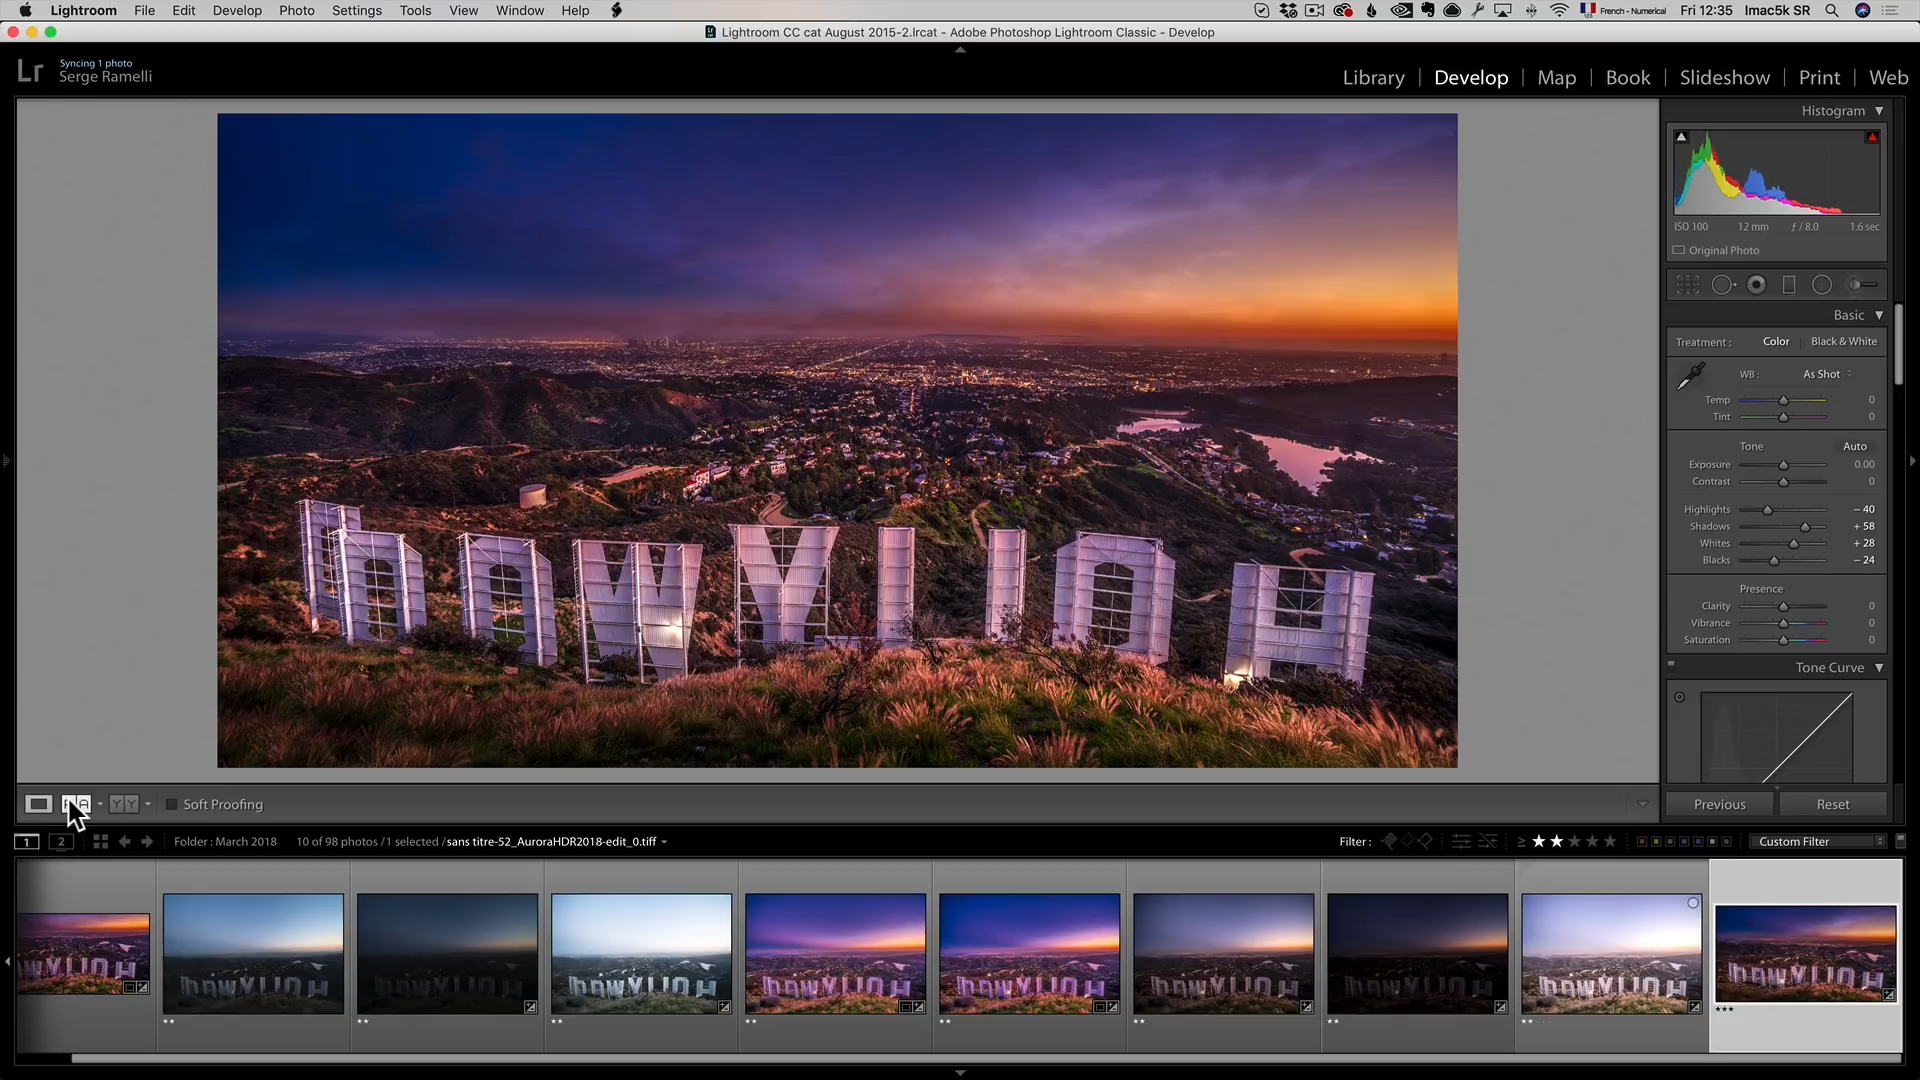 Lightroom File Edit Develop Photo Settings Tools View Window Help French - Numerical Fri 12:35 Imac5k SR
Lightroom CC cat August 2015-2.lrcat - Adobe Photoshop Lightroom Classic - Develop
Lr Syncing 1 photo
Serge Ramelli
Library | Develop | Map | Book | Slideshow | Print | Web
Histogram
ISO 100 12 mm ƒ / 8.0 1.6 sec
Original Photo
Basic
Treatment : Color | Black & White
WB : As Shot
Temp 0
Tint 0
Tone Auto
Exposure 0.00
Contrast 0
Highlights − 40
Shadows + 58
Whites + 28
Blacks − 24
Presence
Clarity 0
Vibrance 0
Saturation 0
Tone Curve
Y Y Soft Proofing
Previous Reset
1 2 Folder : March 2018 10 of 98 photos / 1 selected / sans titre-52_AuroraHDR2018-edit_0.tiff
Filter : ≥ ★★★★★ Custom Filter